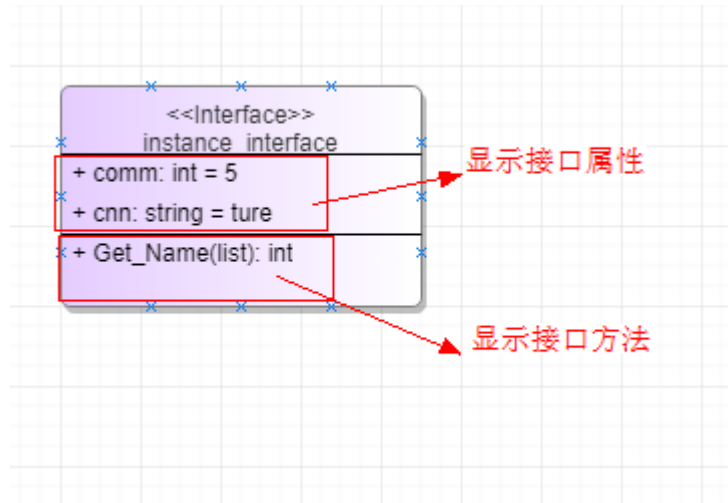 <<Interface>>
instance_interface
+ comm: int = 5
+ cnn: string = ture
显示接口属性
+ Get_Name(list): int
显示接口方法